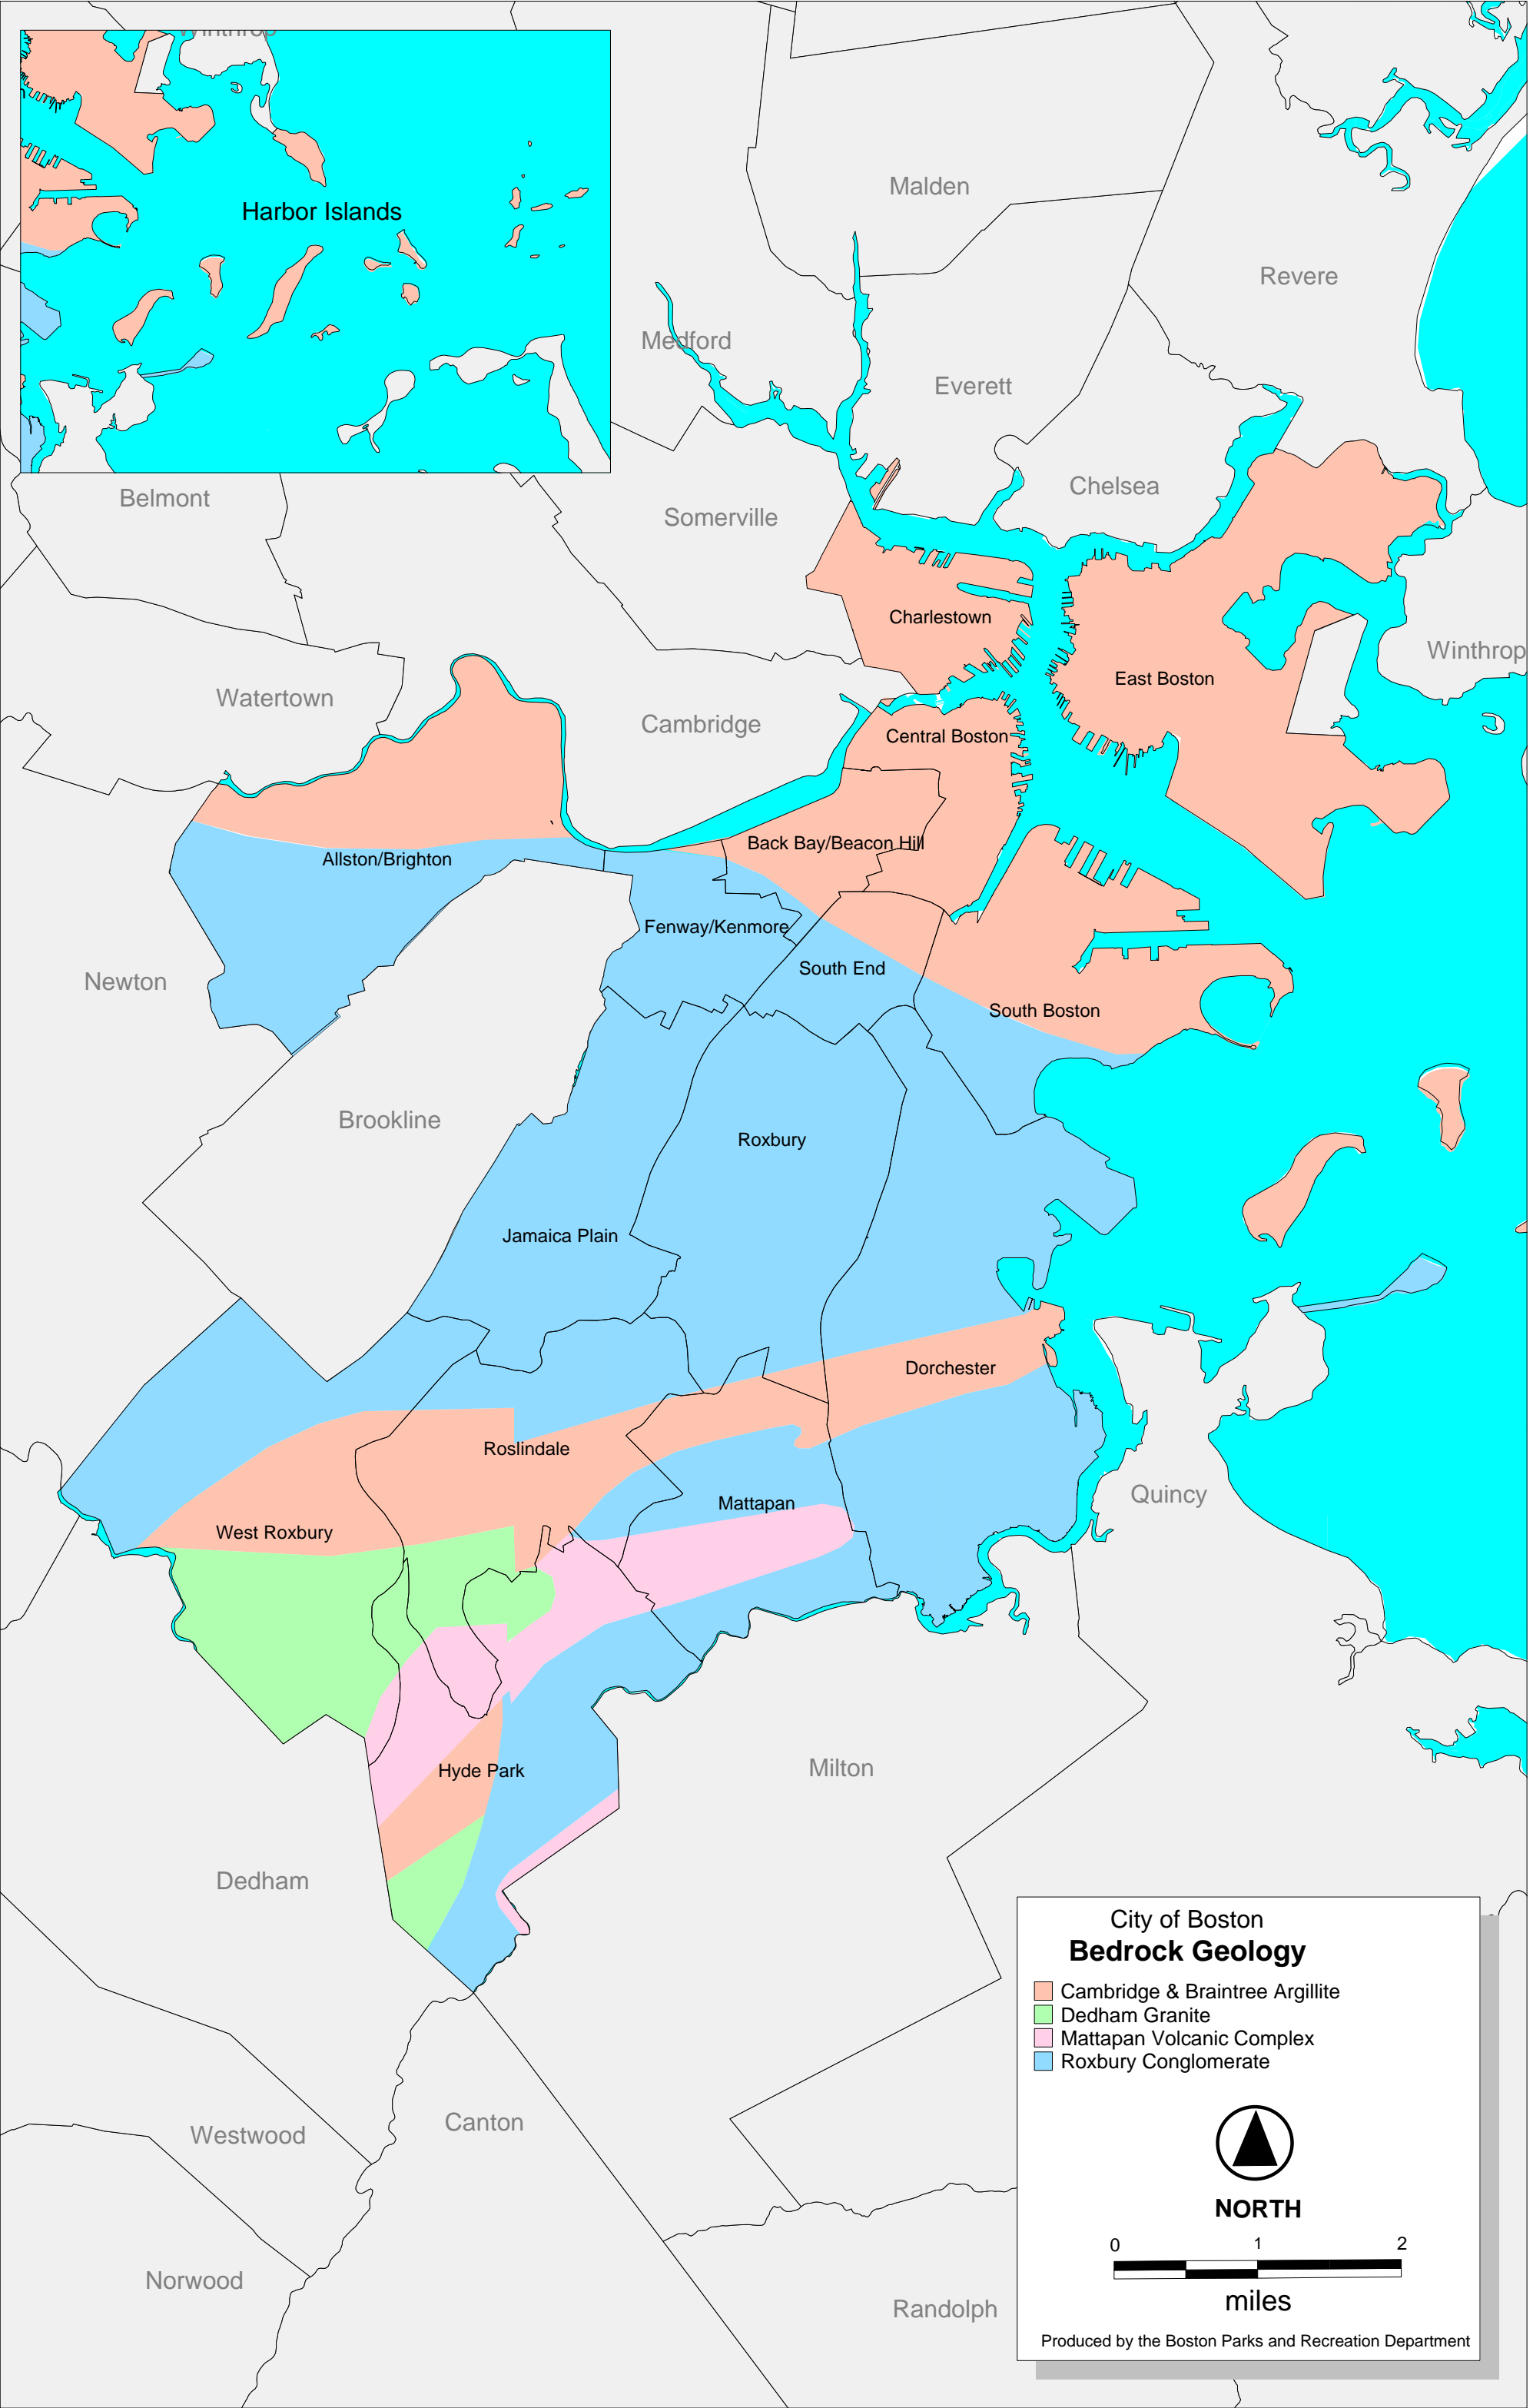 Winthrop
Harbor Islands
Malden
Revere
Medford
Everett
Belmont
Somerville
Chelsea
Charlestown
Winthrop
East Boston
Watertown
Cambridge
Central Boston
Back Bay/Beacon Hill
Allston/Brighton
Fenway/Kenmore
South End
Newton
South Boston
Brookline
Roxbury
Jamaica Plain
Dorchester
Roslindale
Quincy
Mattapan
West Roxbury
Milton
Hyde Park
Dedham
City of Boston
Bedrock Geology
Cambridge & Braintree Argillite
Dedham Granite
Mattapan Volcanic Complex
Roxbury Conglomerate
Westwood
Canton
NORTH
0 1 2
miles
Norwood
Randolph
Produced by the Boston Parks and Recreation Department